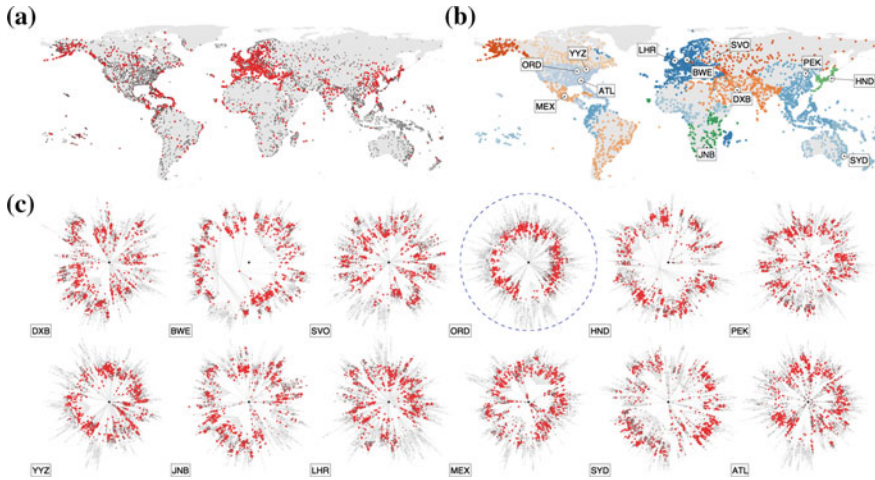 (a)
(b)
LHR
SVO
YYZ
PEK
ORD
BWE
HND
ATL
DXB
MEX
JNB
SYD
(c)
DXB
BWE
SVO
ORD
HND
PEK
YYZ
JNB
LHR
MEX
SYD
ATL